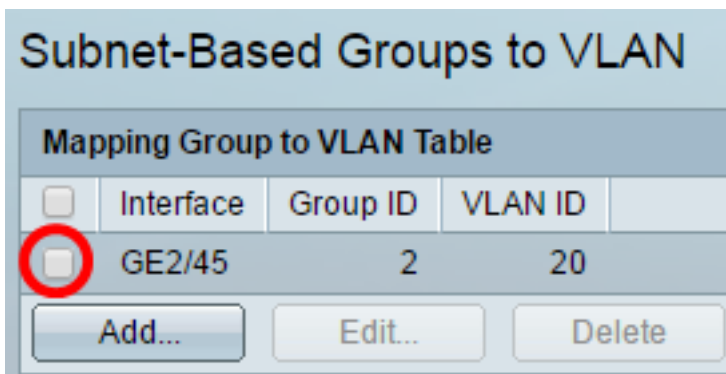 Subnet-Based Groups to VLAN
Mapping Group to VLAN Table
Interface Group ID VLAN ID
GE2/45 2 20
Add... Edit... Delete